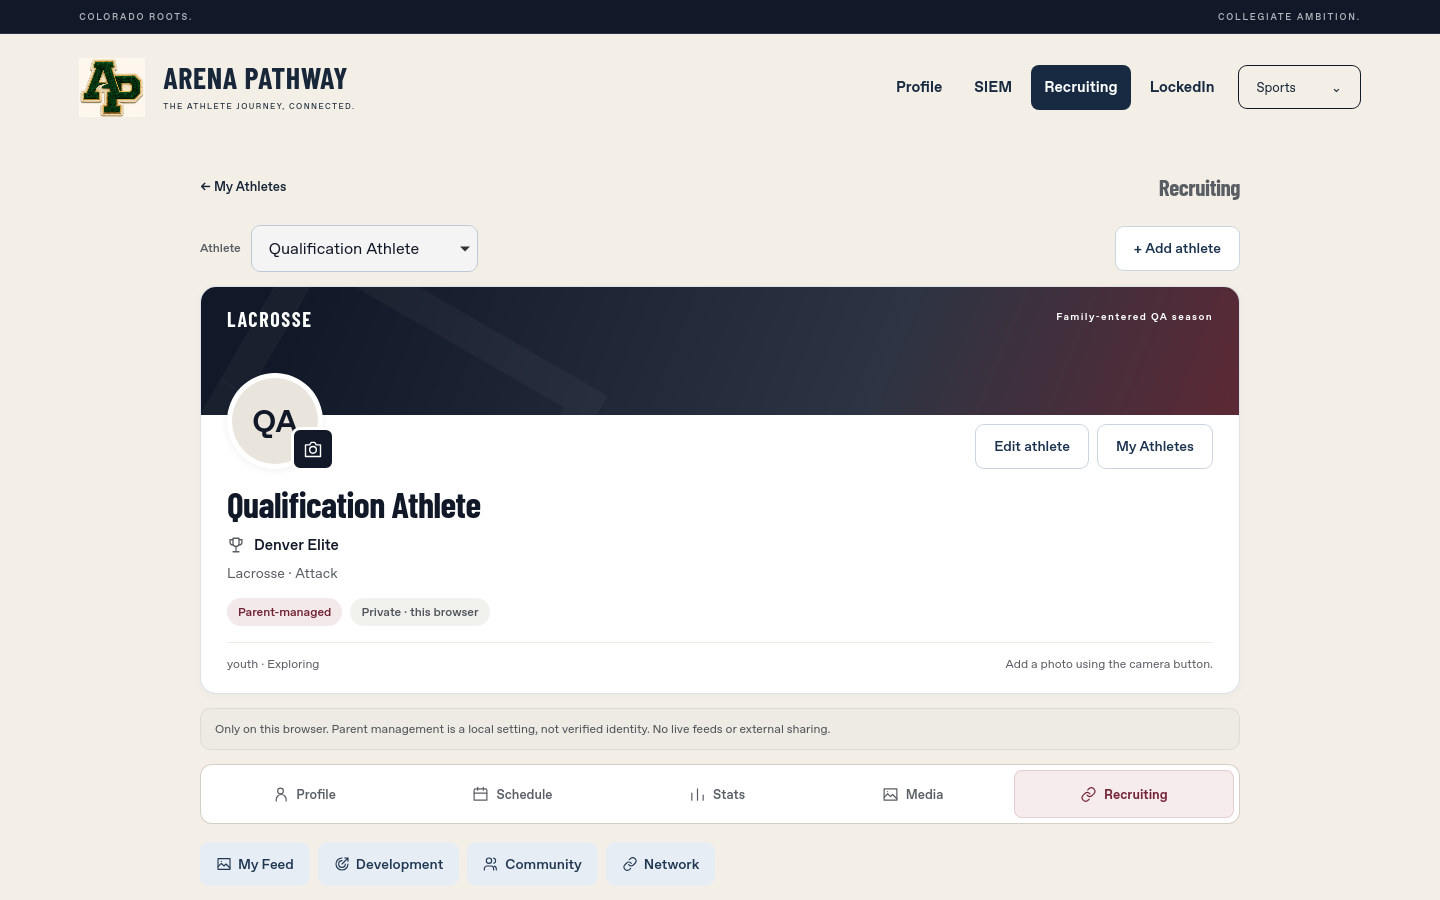 COLORADO ROOTS.
COLLEGIATE AMBITION.
AP
ARENA PATHWAY
THE ATHLETE JOURNEY, CONNECTED.
Profile
SIEM
Recruiting
LockedIn
Sports
← My Athletes
Recruiting
Athlete
Qualification Athlete
+ Add athlete
LACROSSE
Family-entered QA season
QA
Edit athlete
My Athletes
Qualification Athlete
Denver Elite
Lacrosse · Attack
Parent-managed
Private · this browser
youth · Exploring
Add a photo using the camera button.
Only on this browser. Parent management is a local setting, not verified identity. No live feeds or external sharing.
Profile
Schedule
Stats
Media
Recruiting
My Feed
Development
Community
Network